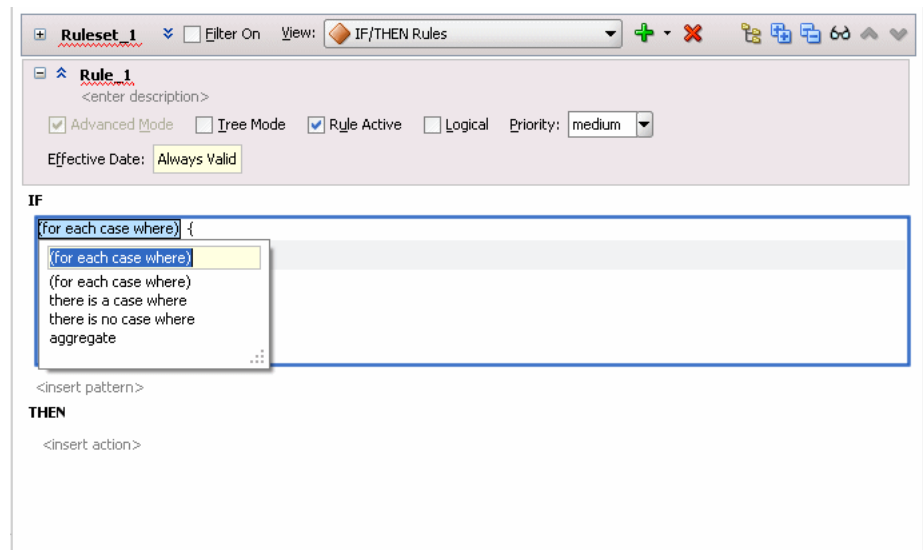 Ruleset_1 Filter On View: IF/THEN Rules
Rule_1
<enter description>
Advanced Mode Tree Mode Rule Active Logical Priority: medium
Effective Date: Always Valid
IF
(for each case where) {
(for each case where)
(for each case where)
there is a case where
there is no case where
aggregate
<insert pattern>
THEN
<insert action>